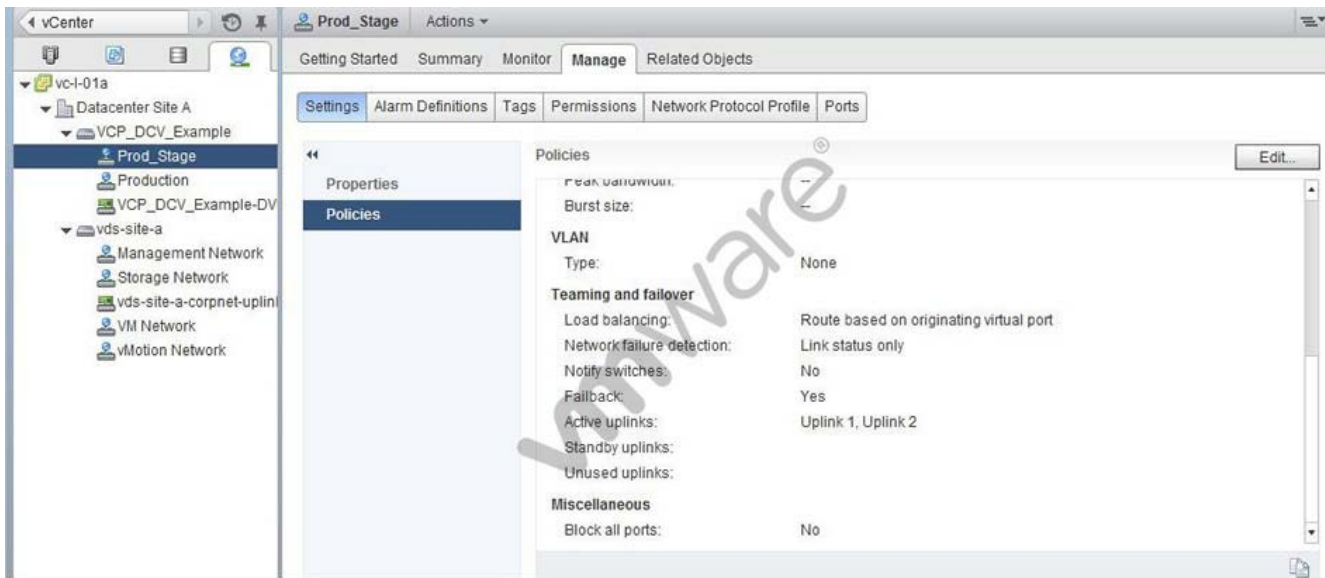 vCenter
Prod_Stage Actions
Getting Started Summary Monitor Manage Related Objects
vc-l-01a
Datacenter Site A
VCP_DCV_Example
Prod_Stage
Production
VCP_DCV_Example-DV
vds-site-a
Management Network
Storage Network
vds-site-a-corpnet-uplin
VM Network
vMotion Network
Settings Alarm Definitions Tags Permissions Network Protocol Profile Ports
Properties
Policies
Policies Edit...
Peak bandwidth: --
Burst size: --
VLAN
Type: None
Teaming and failover
Load balancing: Route based on originating virtual port
Network failure detection: Link status only
Notify switches: No
Failback: Yes
Active uplinks: Uplink 1, Uplink 2
Standby uplinks:
Unused uplinks:
Miscellaneous
Block all ports: No
vmware